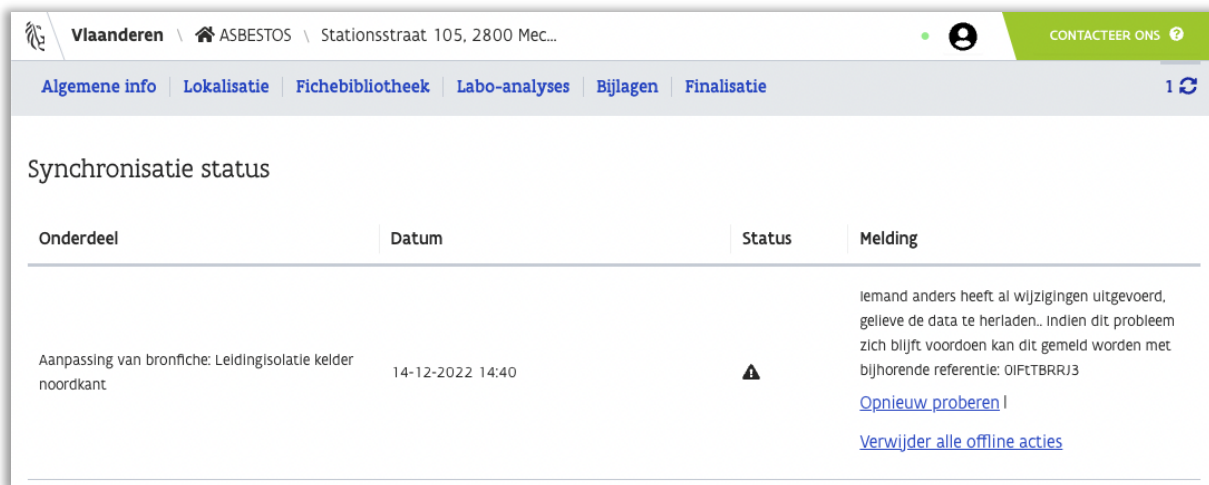 Vlaanderen \ ASBESTOS \ Stationsstraat 105, 2800 Mec...
CONTACTEER ONS
Algemene info | Lokalisatie | Fichebibliotheek | Labo-analyses | Bijlagen | Finalisatie
1
Synchronisatie status
Onderdeel Datum Status Melding
Iemand anders heeft al wijzigingen uitgevoerd,
gelieve de data te herladen.. Indien dit probleem
zich blijft voordoen kan dit gemeld worden met
bijhorende referentie: 0IFtTBRRJ3
Aanpassing van bronfiche: Leidingisolatie kelder
noordkant
14-12-2022 14:40
Opnieuw proberen |
Verwijder alle offline acties